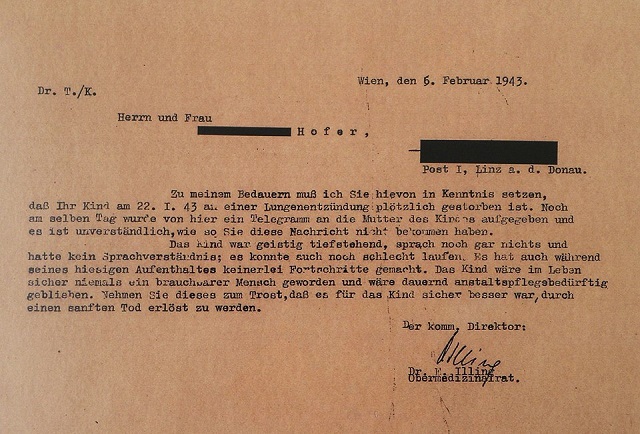 Wien, den 6. Februar 1943.
Dr. T./K.
Herrn und Frau
Hofer,
Post I, Linz a. d. Donau.
Zu meinem Bedauern muß ich Sie hievon in Kenntnis setzen,
daß Ihr Kind am 22. I. 43 an einer Lungenentzündung plötzlich gestorben ist. Noch
am selben Tag wurde von hier ein Telegramm an die Mutter des Kindes aufgegeben und
es ist unverständlich,wie so Sie diese Nachricht nicht bekommen haben.
Das Kind war geistig tiefstehend, sprach noch gar nichts und
hatte kein Sprachverständnis; es konnte auch noch schlecht laufen. Es hat auch während
seines hiesigen Aufenthaltes keinerlei Fortschritte gemacht. Das Kind wäre im Leben
sicher niemals ein brauchbarer Mensch geworden und wäre dauernd anstaltspflegsbedürftig
geblieben. Nehmen Sie dieses zum Trost,daß es für das Kind sicher besser war,durch
einen sanften Tod erlöst zu werden.
Der komm. Direktor:
Illing
Dr. E. Illing
Obermedizinalrat.